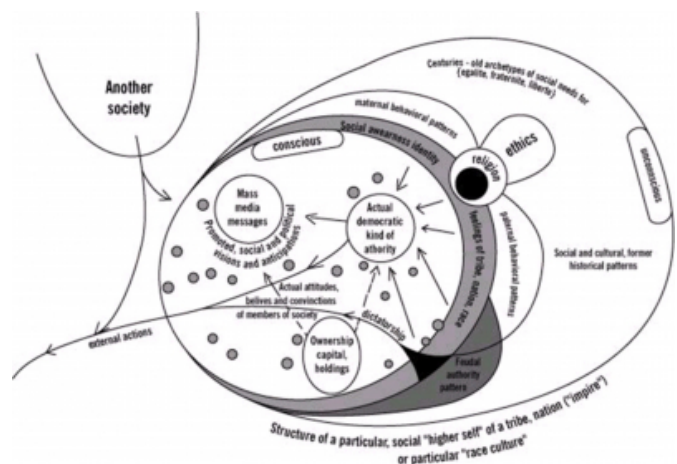 Another
society
Centuries - old archetypes of social needs for
(egalite, fraternite, liberte)
maternal behavioral patterns
Social awearness identity
conscious
unconscious
religion
ethics
Mass
media
messages
Promoted, social and political
visions and anticipations
Actual
democratic
kind of
athority
feelings of tribe, nation, race
paternal behavioral patterns
Social and cultural, former
historical patterns
Actual attitudes,
belives and convictions
of members of society
dictatorship
external actions
Ownership
capital,
holdings
Feudal
authority
pattern
Structure of a particular, social "higher self" of a tribe, nation ("impire")
or particular "race culture"